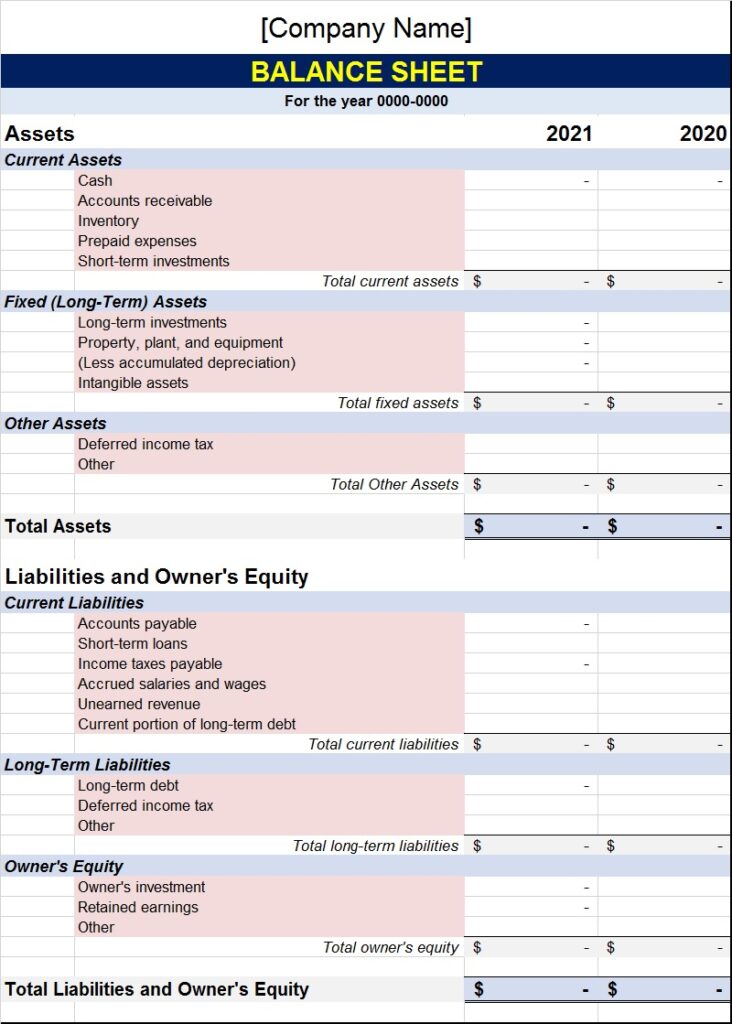 [Company Name]
BALANCE SHEET
For the year 0000-0000
Assets 2021 2020
Current Assets
Cash - -
Accounts receivable
Inventory
Prepaid expenses
Short-term investments
Total current assets $ - $ -
Fixed (Long-Term) Assets
Long-term investments -
Property, plant, and equipment -
(Less accumulated depreciation) -
Intangible assets
Total fixed assets $ - $ -
Other Assets
Deferred income tax
Other
Total Other Assets $ - $ -
Total Assets $ - $ -
Liabilities and Owner's Equity
Current Liabilities
Accounts payable -
Short-term loans
Income taxes payable -
Accrued salaries and wages
Unearned revenue
Current portion of long-term debt
Total current liabilities $ - $ -
Long-Term Liabilities
Long-term debt -
Deferred income tax
Other
Total long-term liabilities $ - $ -
Owner's Equity
Owner's investment -
Retained earnings -
Other
Total owner's equity $ - $ -
Total Liabilities and Owner's Equity $ - $ -